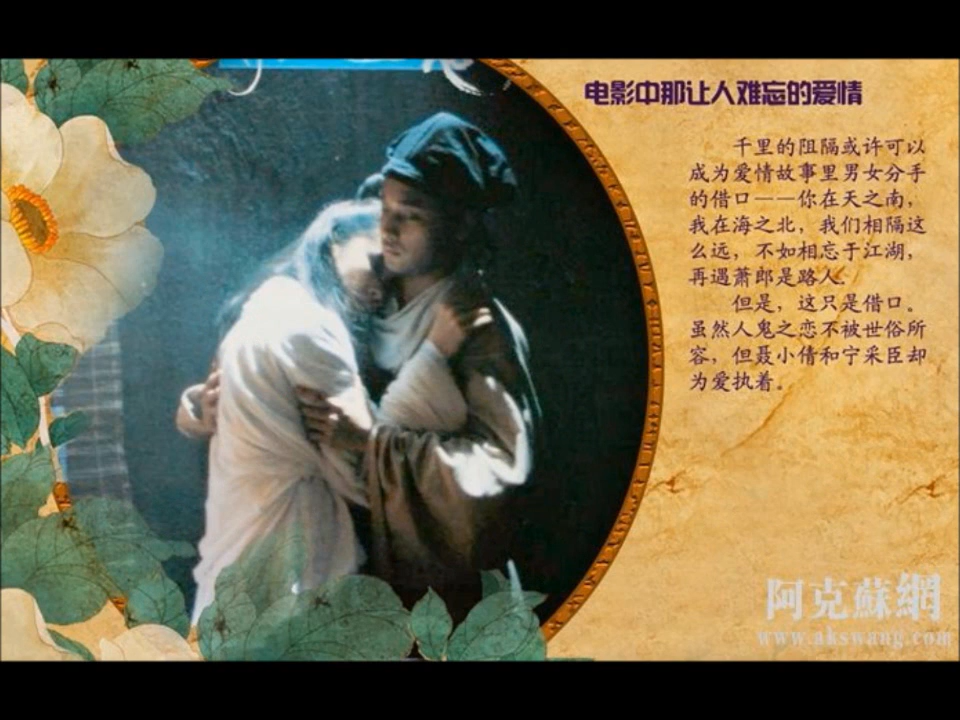 电影中那让人难忘的爱情
千里的阻隔或许可以
成为爱情故事里男女分手
的借口——你在天之南，
我在海之北，我们相隔这
么远，不如相忘于江湖，
再遇萧郎是路人.
但是，这只是借口。
虽然人鬼之恋不被世俗所
容，但聂小倩和宁采臣却
为爱执着。
阿克蘇網
www.akswang.com